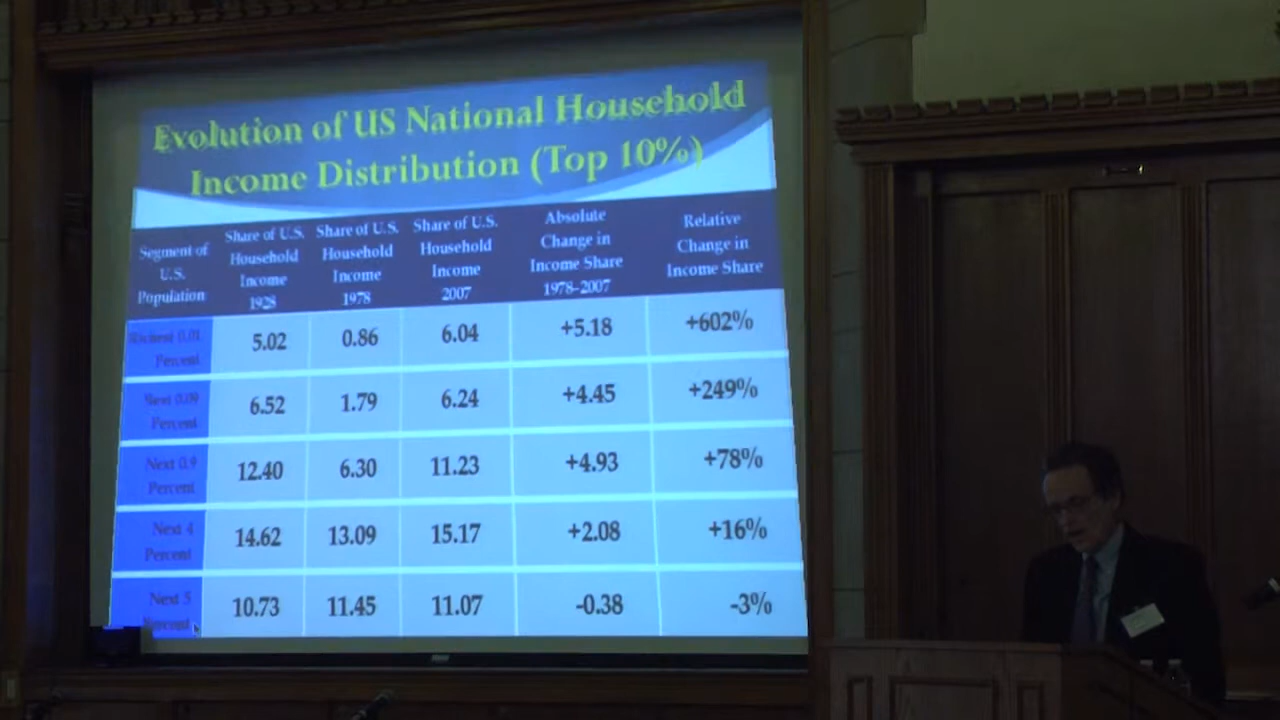 Evolution of US National Household
Income Distribution (Top 10%)
Segment of
U.S.
Population
Share of U.S.
Household
Income
1928
Share of U.S.
Household
Income
1978
Share of U.S.
Household
Income
2007
Absolute
Change in
Income Share
1978-2007
Relative
Change in
Income Share
Richest 0.01
Percent
5.02
0.86
6.04
+5.18
+602%
Next 0.09
Percent
6.52
1.79
6.24
+4.45
+249%
Next 0.9
Percent
12.40
6.30
11.23
+4.93
+78%
Next 4
Percent
14.62
13.09
15.17
+2.08
+16%
Next 5
Percent
10.73
11.45
11.07
-0.38
-3%